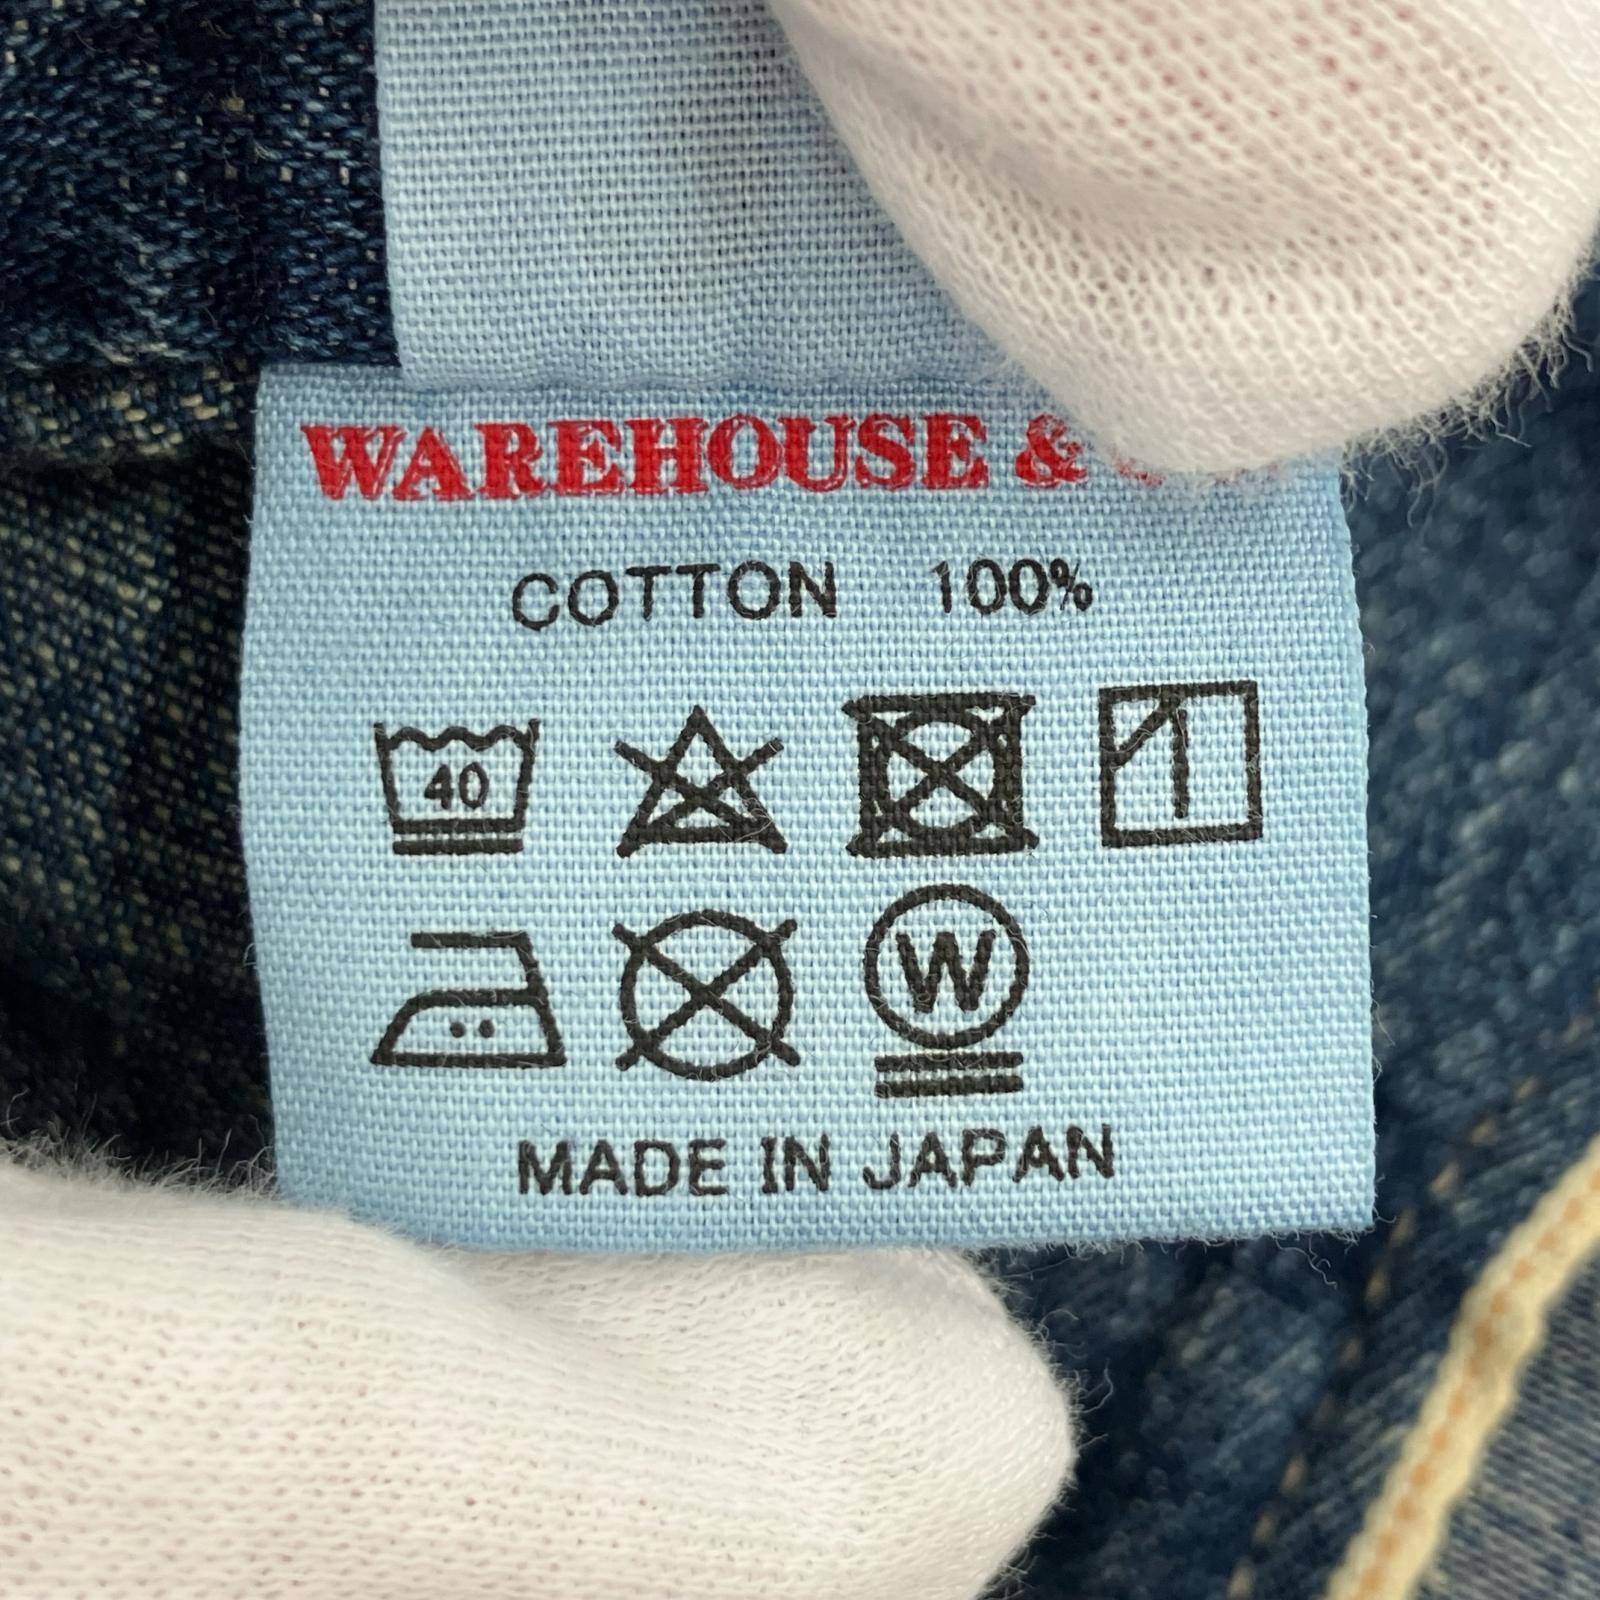 WAREHOUSE &
COTTON 100%
40
W
MADE IN JAPAN